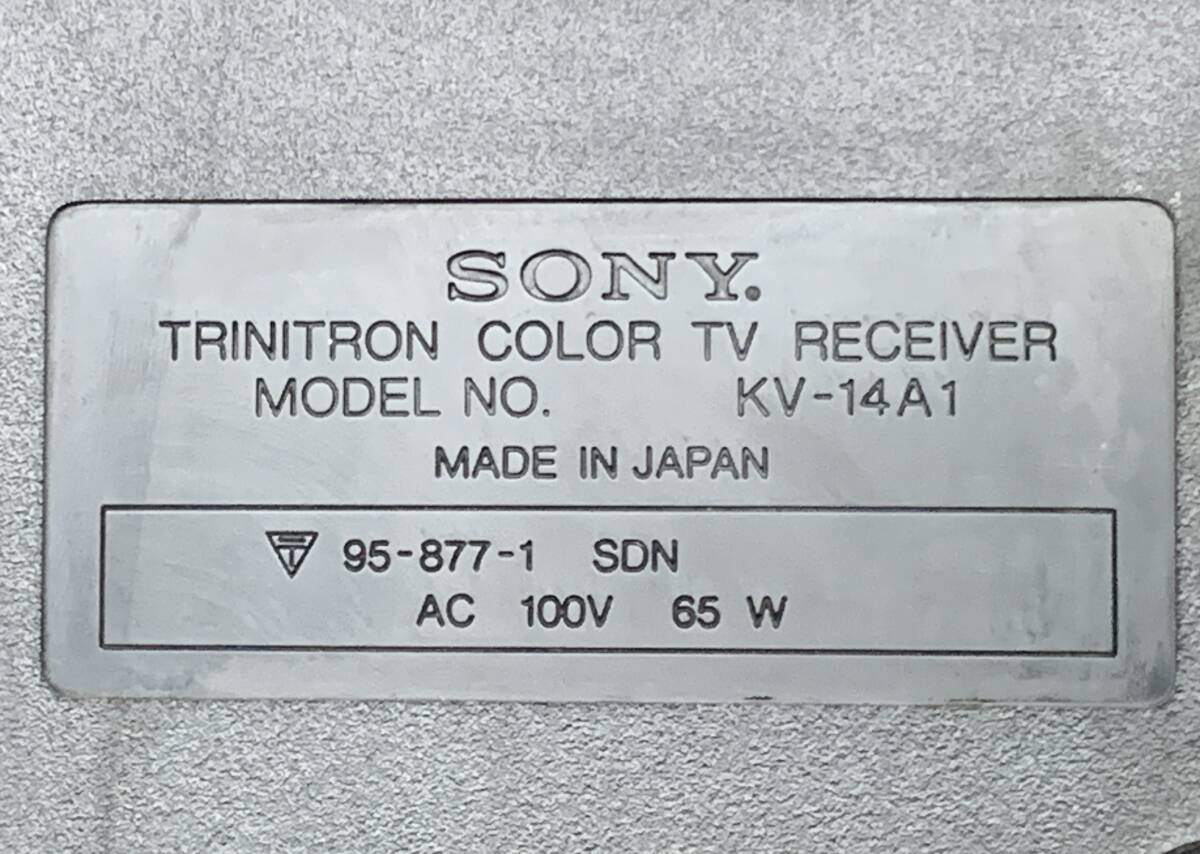 SONY.
TRINITRON COLOR TV RECEIVER
MODEL NO. KV-14A1
MADE IN JAPAN
95-877-1 SDN
AC 100V 65 W